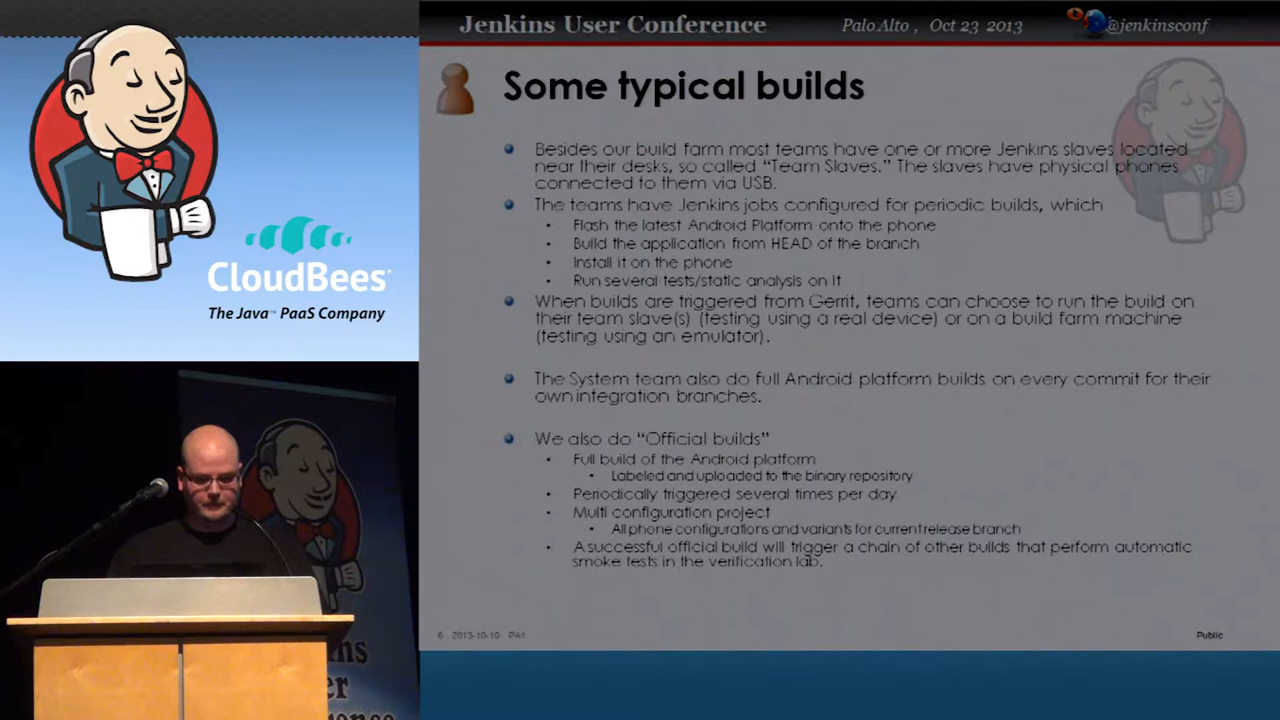 Jenkins User Conference
Palo Alto , Oct 23 2013
@jenkinsconf
CloudBees
The Java™ PaaS Company
Some typical builds
Besides our build farm most teams have one or more Jenkins slaves located
near their desks, so called “Team Slaves.” The slaves have physical phones
connected to them via USB.
The teams have Jenkins jobs configured for periodic builds, which
Flash the latest Android Platform onto the phone
Build the application from HEAD of the branch
Install it on the phone
Run several tests/static analysis on it
When builds are triggered from Gerrit, teams can choose to run the build on
their team slave(s) (testing using a real device) or on a build farm machine
(testing using an emulator).
The System team also do full Android platform builds on every commit for their
own integration branches.
We also do “Official builds”
Full build of the Android platform
Labeled and uploaded to the binary repository
Periodically triggered several times per day
Multi configuration project
All phone configurations and variants for current release branch
A successful official build will trigger a chain of other builds that perform automatic
smoke tests in the verification lab.
6 2013-10-10 PA1
Public